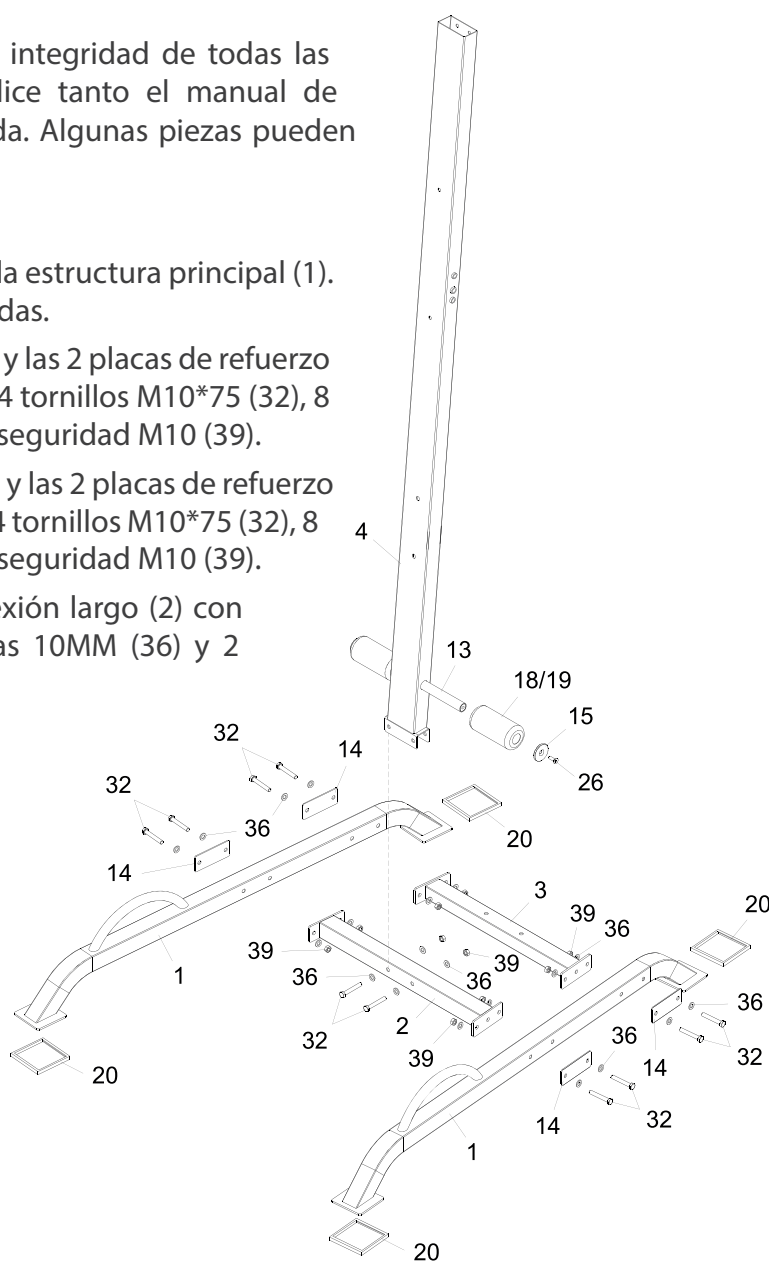 integridad de todas las
lice tanto el manual de
da. Algunas piezas pueden
la estructura principal (1).
das.
y las 2 placas de refuerzo
4 tornillos M10*75 (32), 8
seguridad M10 (39).
y las 2 placas de refuerzo
4 tornillos M10*75 (32), 8
seguridad M10 (39).
exión largo (2) con
as 10MM (36) y 2
4
13
18/19
15
26
32
14
32
36
20
14
3
39
36
20
39
1
36
39
36
36
2
32
39
36
14
32
20
14
32
1
20